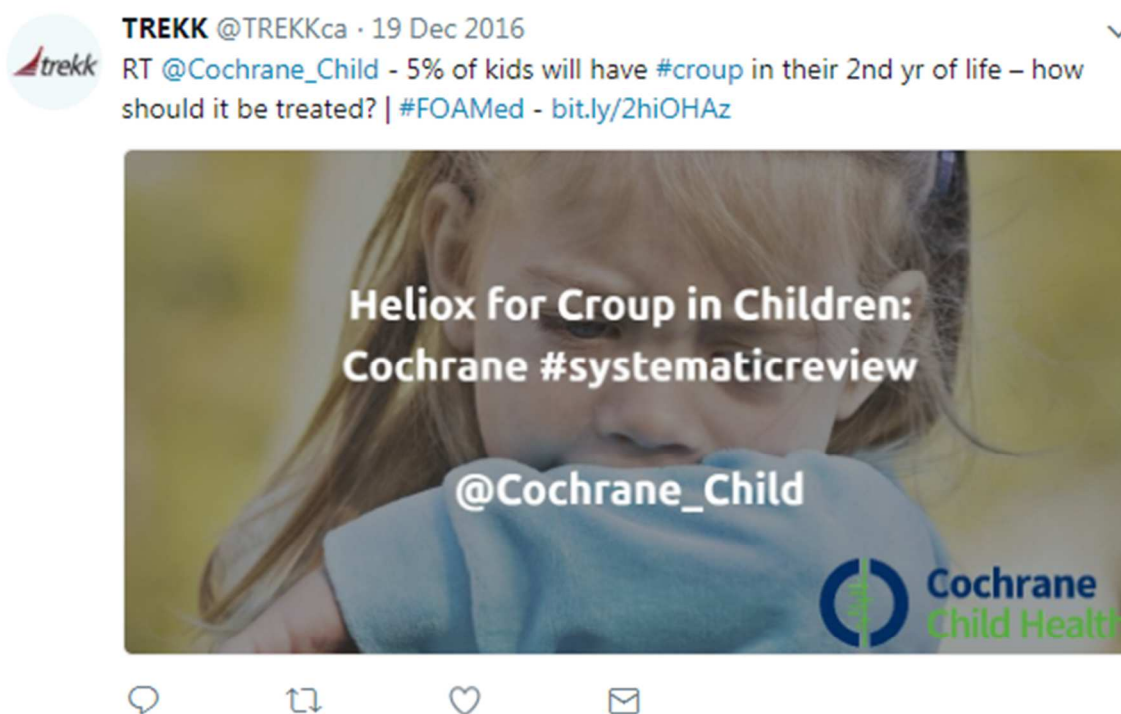 TREKK @TREKKca · 19 Dec 2016
trekk
RT @Cochrane_Child - 5% of kids will have #croup in their 2nd yr of life – how
should it be treated? | #FOAMed - bit.ly/2hiOHAz
Heliox for Croup in Children:
Cochrane #systematicreview
@Cochrane_Child
Cochrane
Child Health